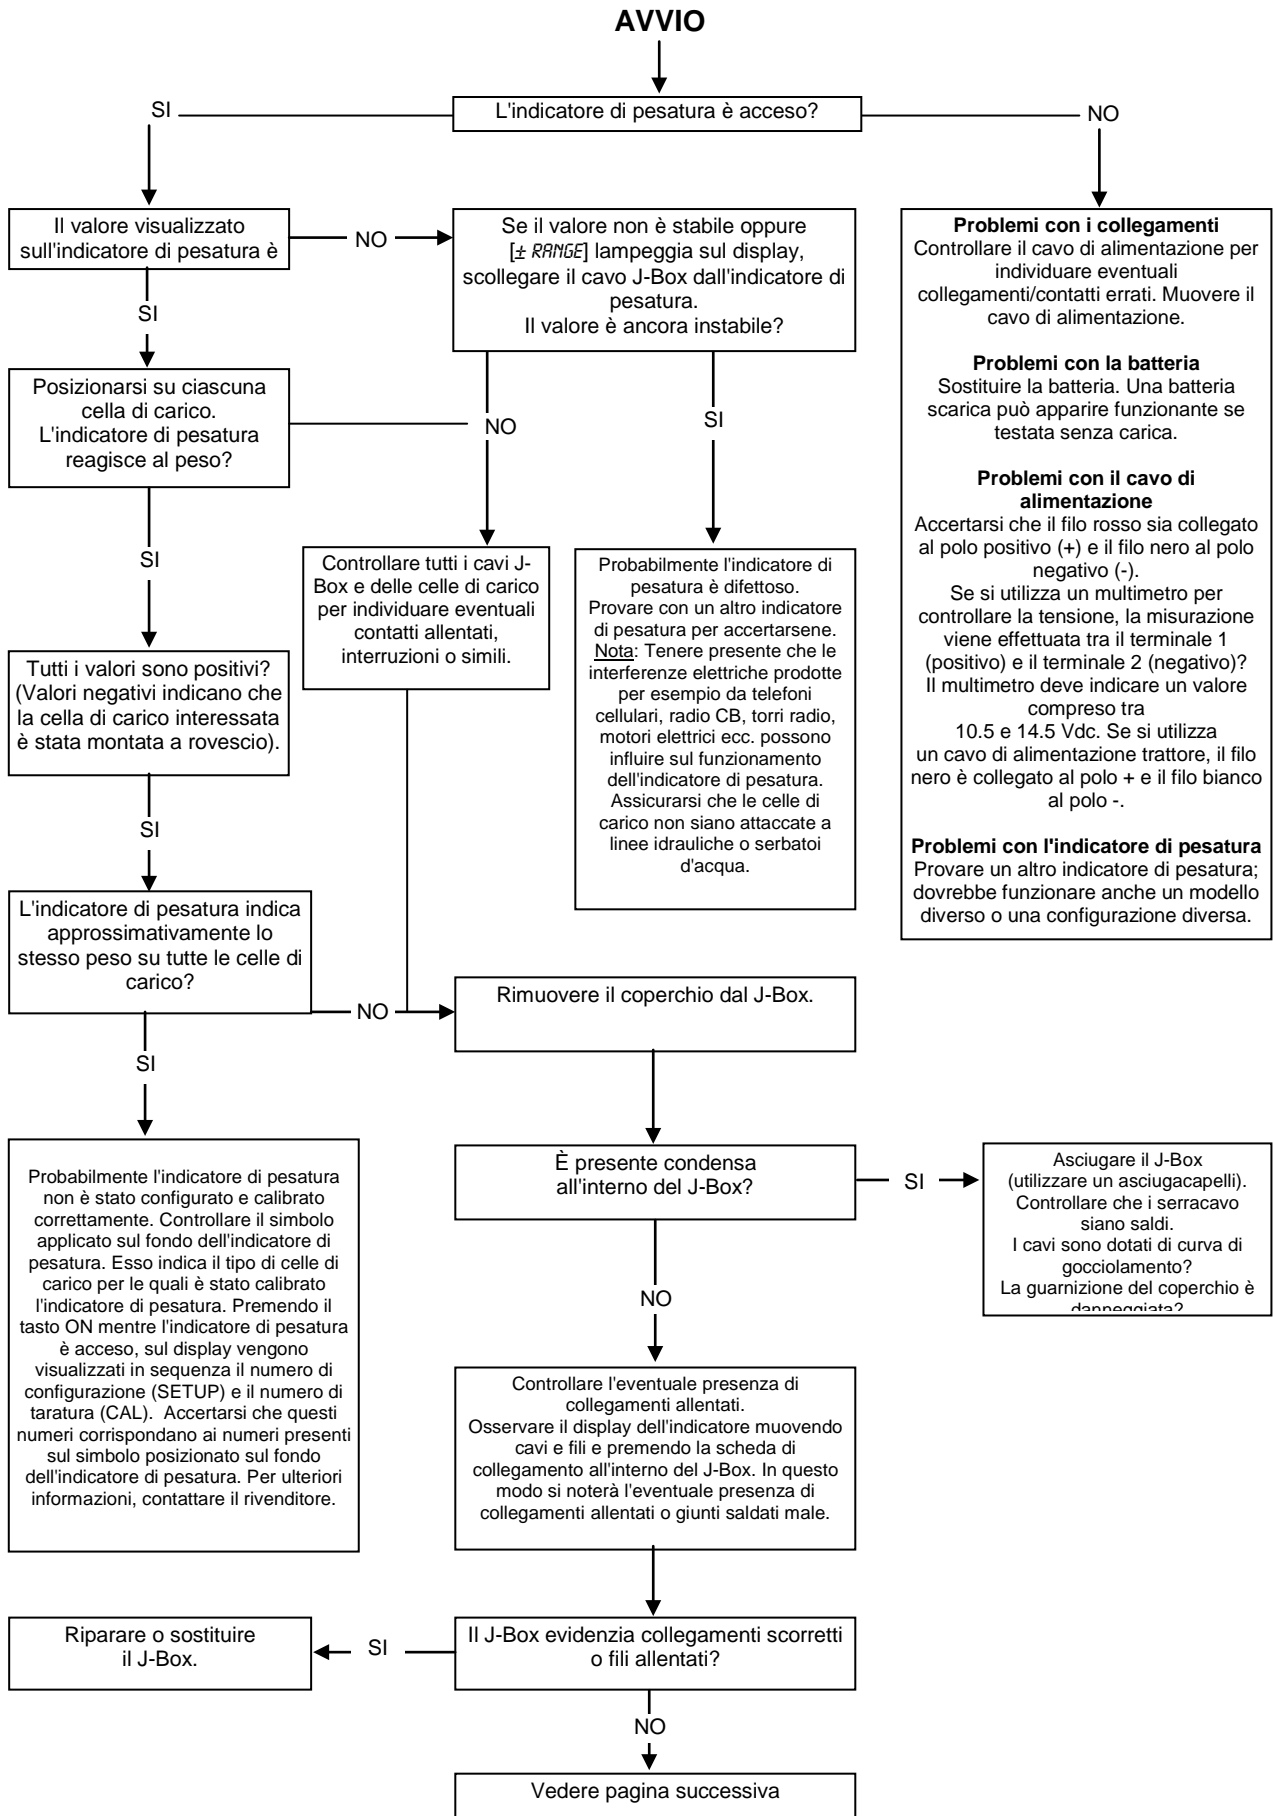 AVVIO
L'indicatore di pesatura è acceso?
SI
NO
Il valore visualizzato
sull'indicatore di pesatura è
NO
Se il valore non è stabile oppure
[± RANGE] lampeggia sul display,
scollegare il cavo J-Box dall'indicatore di
pesatura.
Il valore è ancora instabile?
Problemi con i collegamenti
Controllare il cavo di alimentazione per
individuare eventuali
collegamenti/contatti errati. Muovere il
cavo di alimentazione.
Problemi con la batteria
Sostituire la batteria. Una batteria
scarica può apparire funzionante se
testata senza carica.
Problemi con il cavo di
alimentazione
Accertarsi che il filo rosso sia collegato
al polo positivo (+) e il filo nero al polo
negativo (-).
Se si utilizza un multimetro per
controllare la tensione, la misurazione
viene effettuata tra il terminale 1
(positivo) e il terminale 2 (negativo)?
Il multimetro deve indicare un valore
compreso tra
10.5 e 14.5 Vdc. Se si utilizza
un cavo di alimentazione trattore, il filo
nero è collegato al polo + e il filo bianco
al polo -.
Problemi con l'indicatore di pesatura
Provare un altro indicatore di pesatura;
dovrebbe funzionare anche un modello
diverso o una configurazione diversa.
SI
Posizionarsi su ciascuna
cella di carico.
L'indicatore di pesatura
reagisce al peso?
NO
SI
SI
Controllare tutti i cavi J-
Box e delle celle di carico
per individuare eventuali
contatti allentati,
interruzioni o simili.
Probabilmente l'indicatore di
pesatura è difettoso.
Provare con un altro indicatore
di pesatura per accertarsene.
Nota: Tenere presente che le
interferenze elettriche prodotte
per esempio da telefoni
cellulari, radio CB, torri radio,
motori elettrici ecc. possono
influire sul funzionamento
dell'indicatore di pesatura.
Assicurarsi che le celle di
carico non siano attaccate a
linee idrauliche o serbatoi
d'acqua.
Tutti i valori sono positivi?
(Valori negativi indicano che
la cella di carico interessata
è stata montata a rovescio).
SI
L'indicatore di pesatura indica
approssimativamente lo
stesso peso su tutte le celle di
carico?
NO
Rimuovere il coperchio dal J-Box.
SI
Probabilmente l'indicatore di pesatura
non è stato configurato e calibrato
correttamente. Controllare il simbolo
applicato sul fondo dell'indicatore di
pesatura. Esso indica il tipo di celle di
carico per le quali è stato calibrato
l'indicatore di pesatura. Premendo il
tasto ON mentre l'indicatore di pesatura
è acceso, sul display vengono
visualizzati in sequenza il numero di
configurazione (SETUP) e il numero di
taratura (CAL). Accertarsi che questi
numeri corrispondano ai numeri presenti
sul simbolo posizionato sul fondo
dell'indicatore di pesatura. Per ulteriori
informazioni, contattare il rivenditore.
È presente condensa
all'interno del J-Box?
SI
Asciugare il J-Box
(utilizzare un asciugacapelli).
Controllare che i serracavo
siano saldi.
I cavi sono dotati di curva di
gocciolamento?
La guarnizione del coperchio è
danneggiata?
NO
Controllare l'eventuale presenza di
collegamenti allentati.
Osservare il display dell'indicatore muovendo
cavi e fili e premendo la scheda di
collegamento all'interno del J-Box. In questo
modo si noterà l'eventuale presenza di
collegamenti allentati o giunti saldati male.
Il J-Box evidenzia collegamenti scorretti
o fili allentati?
SI
Riparare o sostituire
il J-Box.
NO
Vedere pagina successiva